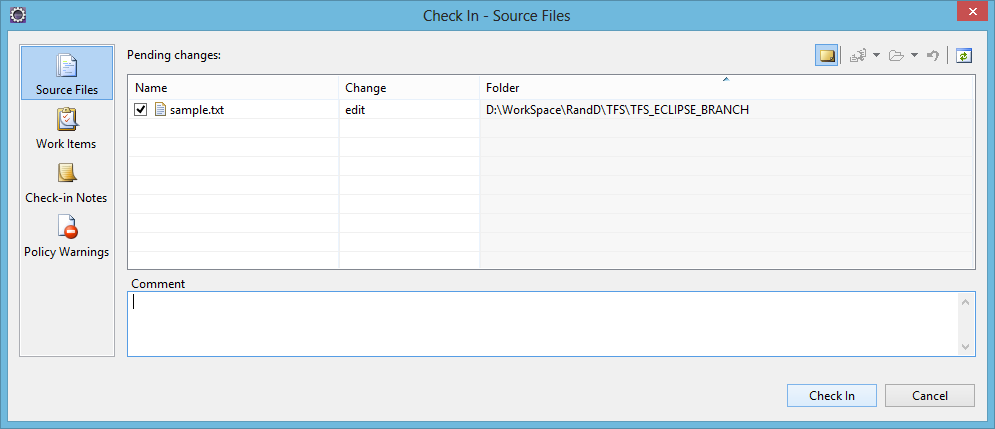 Check In - Source Files
Source Files
Work Items
Check-in Notes
Policy Warnings
Pending changes:
Name Change Folder
sample.txt edit D:\WorkSpace\RandD\TFS\TFS_ECLIPSE_BRANCH
Comment
Check In Cancel